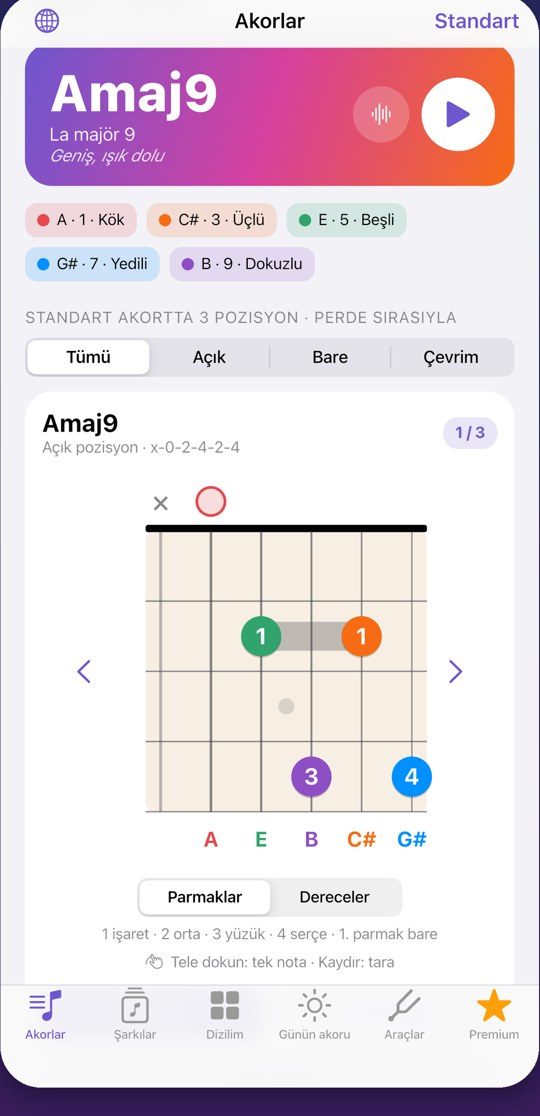 Akorlar
Standart
Amaj9
La majör 9
Geniş, ışık dolu
A · 1 · Kök
C# · 3 · Üçlü
E · 5 · Beşli
G# · 7 · Yedili
B · 9 · Dokuzlu
STANDART AKORTTA 3 POZİSYON · PERDE SIRASIYLA
Tümü
Açık
Bare
Çevrim
Amaj9
Açık pozisyon · x-0-2-4-2-4
1 / 3
×
1 1
3 4
A E B C# G#
Parmaklar
Dereceler
1 işaret · 2 orta · 3 yüzük · 4 serçe · 1. parmak bare
Tele dokun: tek nota · Kaydır: tara
Akorlar
Şarkılar
Dizilim
Günün akoru
Araçlar
Premium